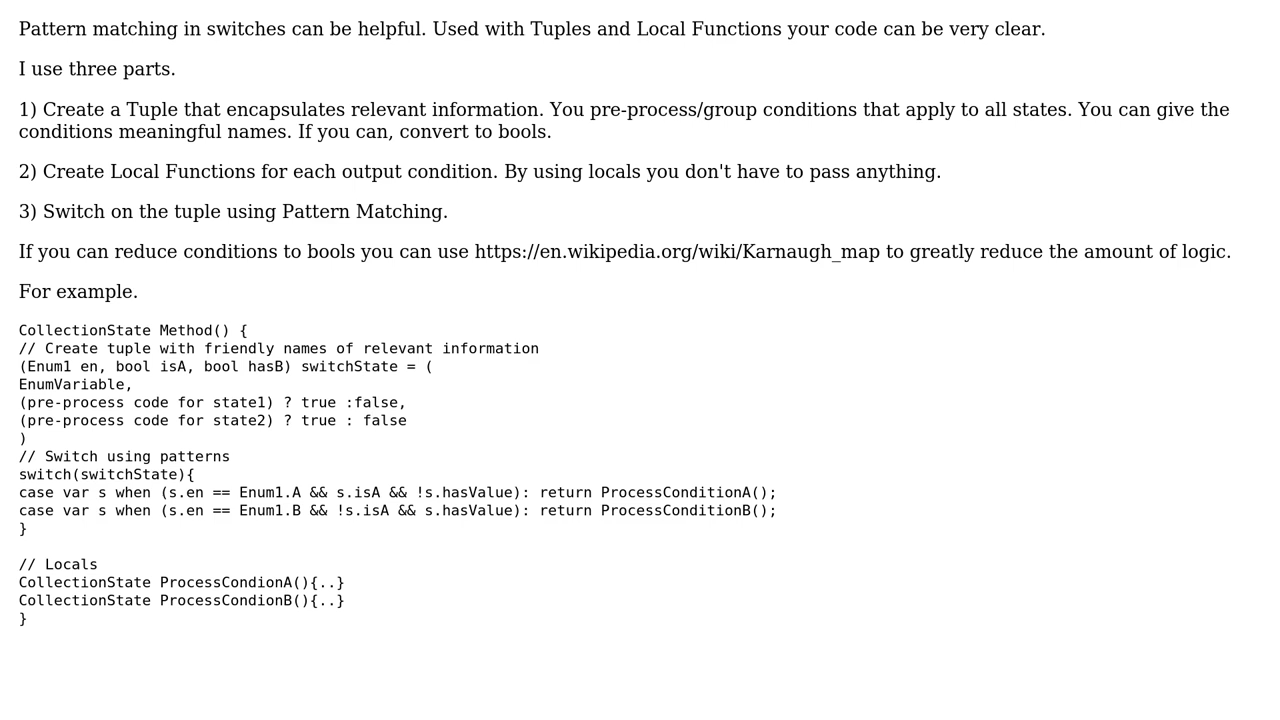 Pattern matching in switches can be helpful. Used with Tuples and Local Functions your code can be very clear.
I use three parts.
1) Create a Tuple that encapsulates relevant information. You pre-process/group conditions that apply to all states. You can give the
conditions meaningful names. If you can, convert to bools.
2) Create Local Functions for each output condition. By using locals you don't have to pass anything.
3) Switch on the tuple using Pattern Matching.
If you can reduce conditions to bools you can use https://en.wikipedia.org/wiki/Karnaugh_map to greatly reduce the amount of logic.
For example.
CollectionState Method() {
// Create tuple with friendly names of relevant information
(Enum1 en, bool isA, bool hasB) switchState = (
EnumVariable,
(pre-process code for state1) ? true :false,
(pre-process code for state2) ? true : false
)
// Switch using patterns
switch(switchState){
case var s when (s.en == Enum1.A && s.isA && !s.hasValue): return ProcessConditionA();
case var s when (s.en == Enum1.B && !s.isA && s.hasValue): return ProcessConditionB();
}
// Locals
CollectionState ProcessCondionA(){..}
CollectionState ProcessCondionB(){..}
}